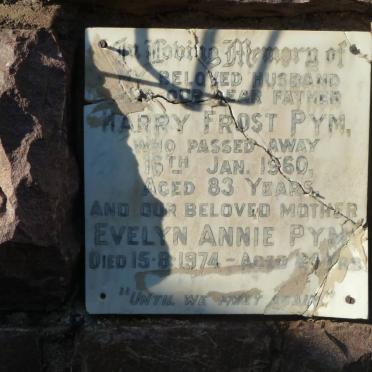 In Loving Memory of
MY BELOVED HUSBAND
OUR DEAR FATHER
HARRY FROST PYM,
WHO PASSED AWAY
16TH JAN. 1960,
AGED 83 YEARS.
AND OUR BELOVED MOTHER
EVELYN ANNIE PYM
DIED 15-8-1974 - AGED
"UNTIL WE MEET AGAIN"